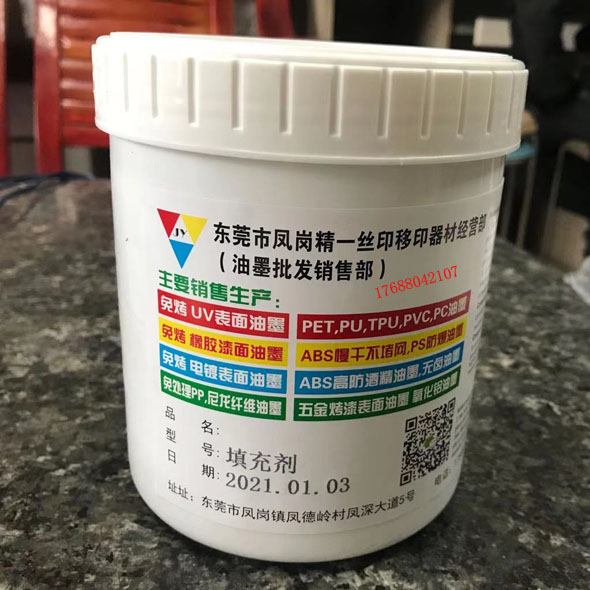 JY
东莞市凤岗精一丝印移印器材经营部
(油墨批发销售部)
17688042107
主要销售生产:
免烤 UV表面油墨 PET,PU,TPU,PVC,PC油墨
免烤 橡胶漆面油墨 ABS慢干不堵网,PS防爆油墨
免烤 电镀表面油墨 ABS高防酒精油墨,无卤油墨
免处理PP,尼龙纤维油墨 五金烤漆表面油墨 氧化铝油墨
品名:
型号:填充剂
日期:2021.01.03
址址:东莞市凤岗镇凤德岭村凤深大道5号